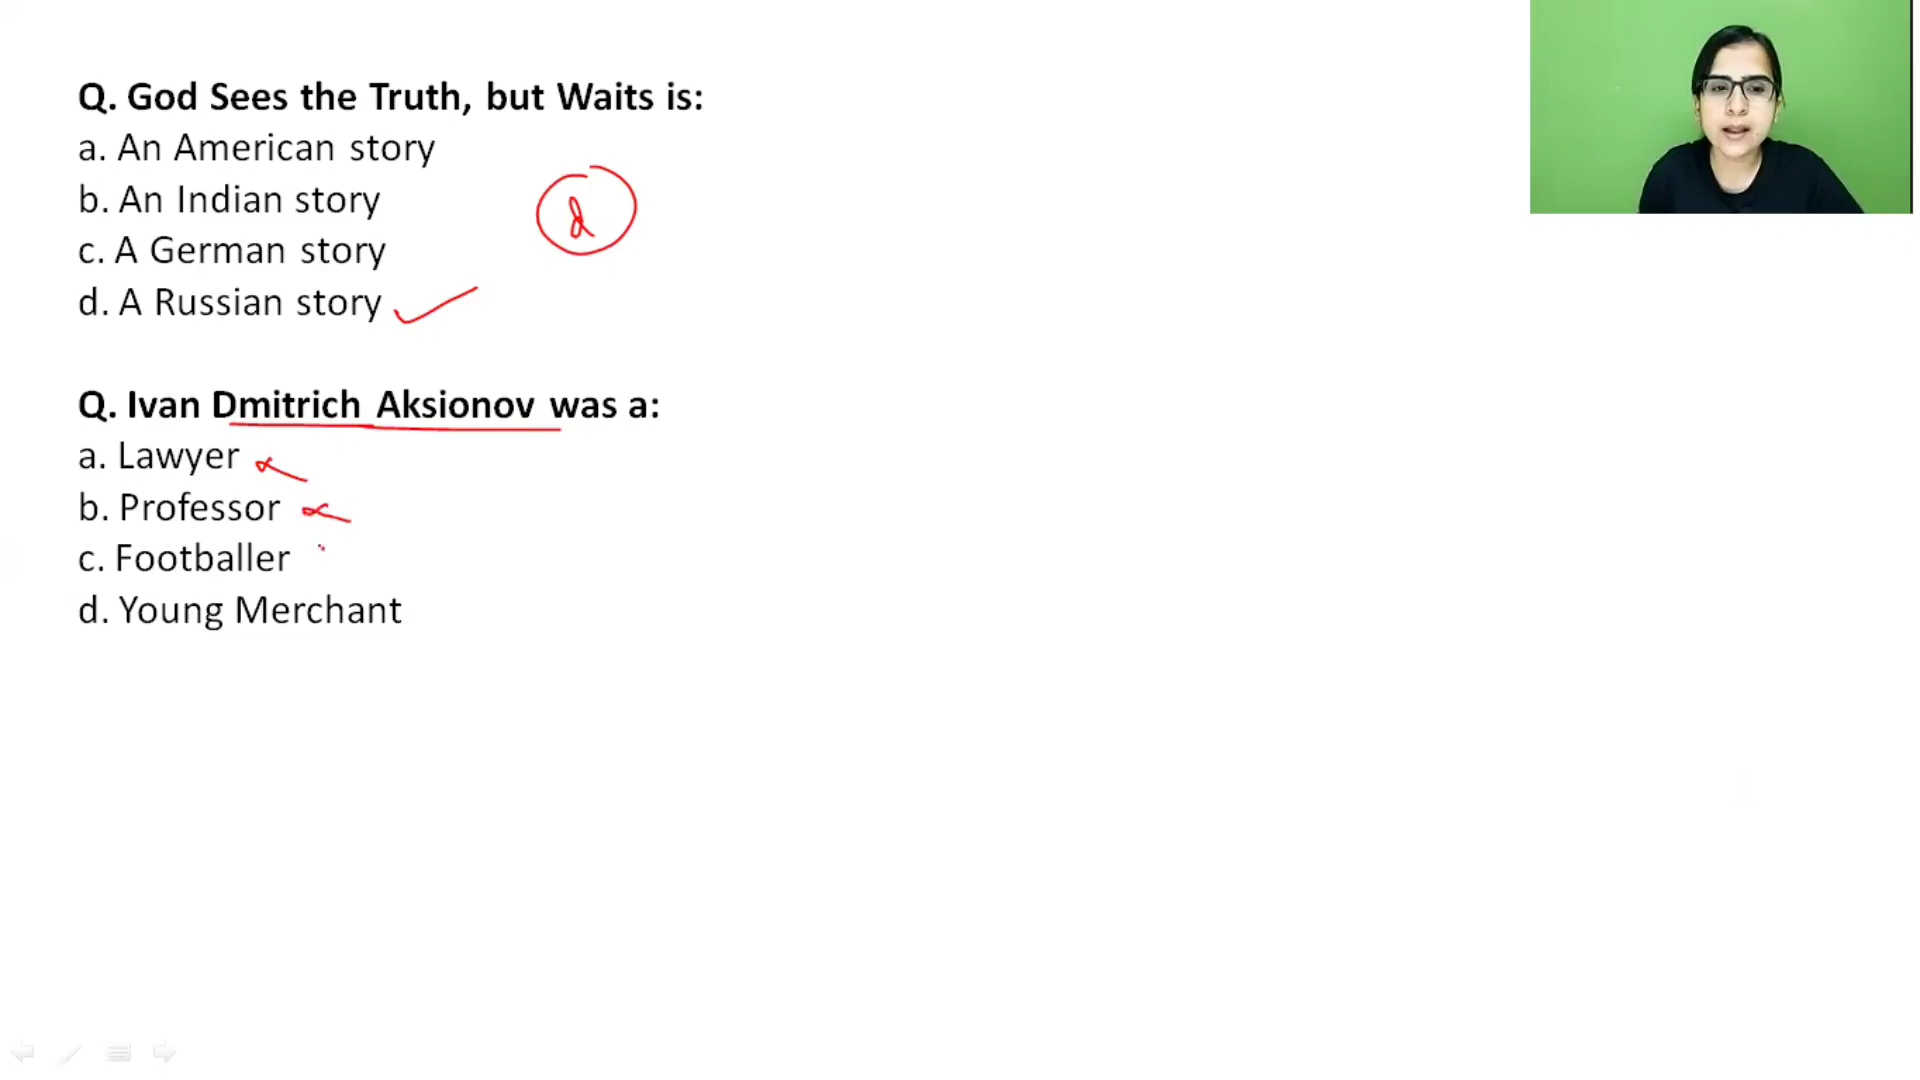 Q. God Sees the Truth, but Waits is:
a. An American story
b. An Indian story
d
c. A German story
d. A Russian story
Q. Ivan Dmitrich Aksionov was a:
a. Lawyer
b. Professor
c. Footballer
d. Young Merchant